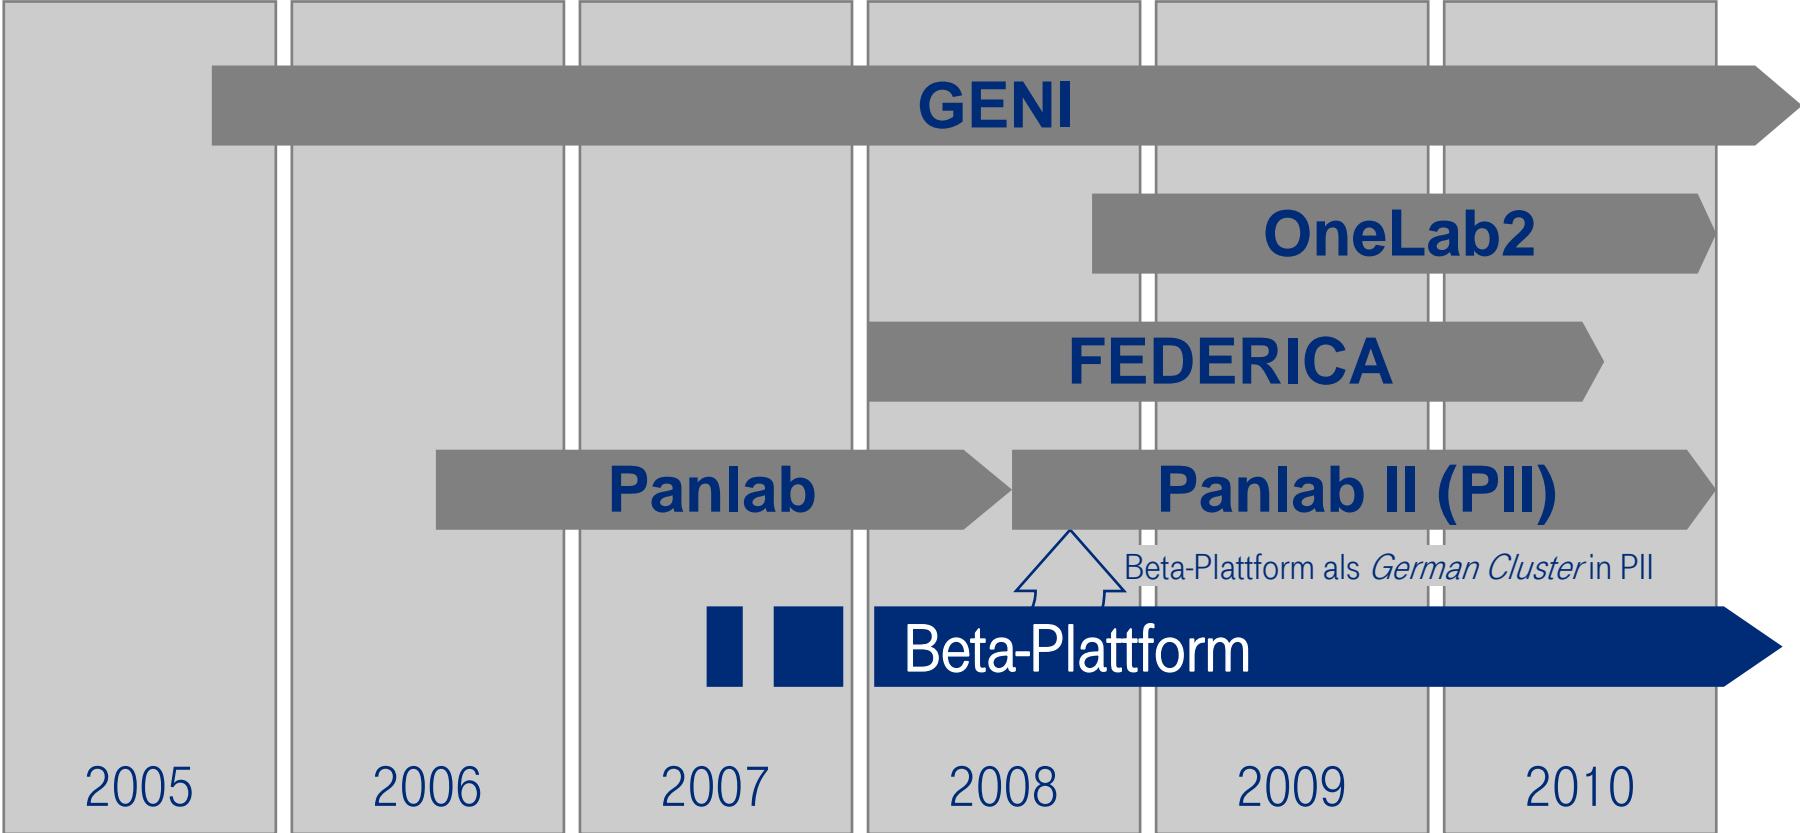 GENI
OneLab2
FEDERICA
Panlab
Panlab II (PII)
Beta-Plattform als German Cluster in PII
Beta-Plattform
2005
2006
2007
2008
2009
2010